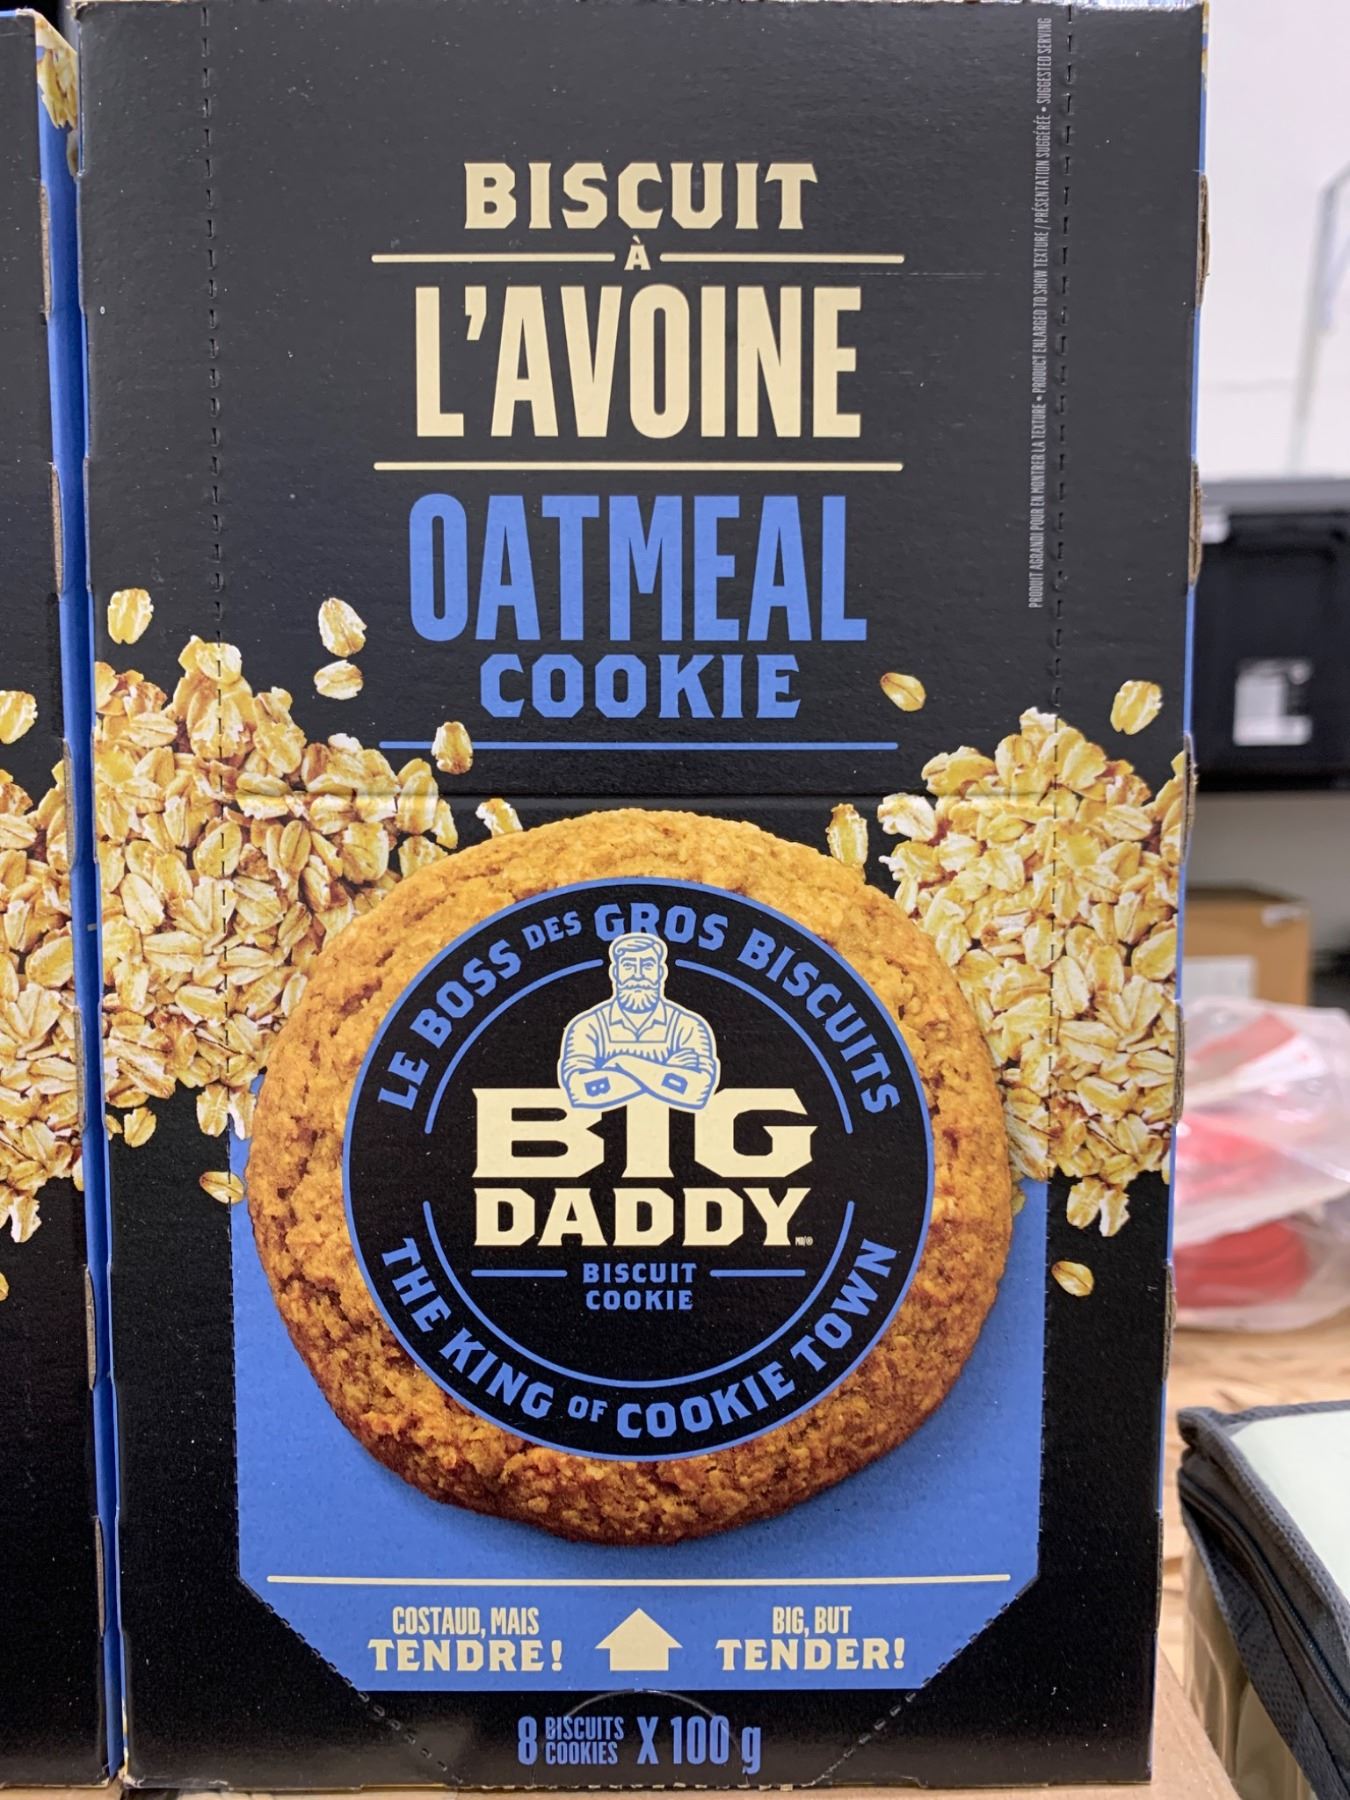 BISCUIT
À
L'AVOINE
OATMEAL
COOKIE
PRODUIT AGRANDI POUR EN MONTRER LA TEXTURE • PRODUCT ENLARGED TO SHOW TEXTURE / PRÉSENTATION SUGGÉRÉE • SUGGESTED SERVING
LE BOSS DES GROS BISCUITS
B D
BIG
DADDY MD/®
BISCUIT
COOKIE
THE KING OF COOKIE TOWN
COSTAUD, MAIS
TENDRE!
BIG, BUT
TENDER!
8 BISCUITS COOKIES X 100 g